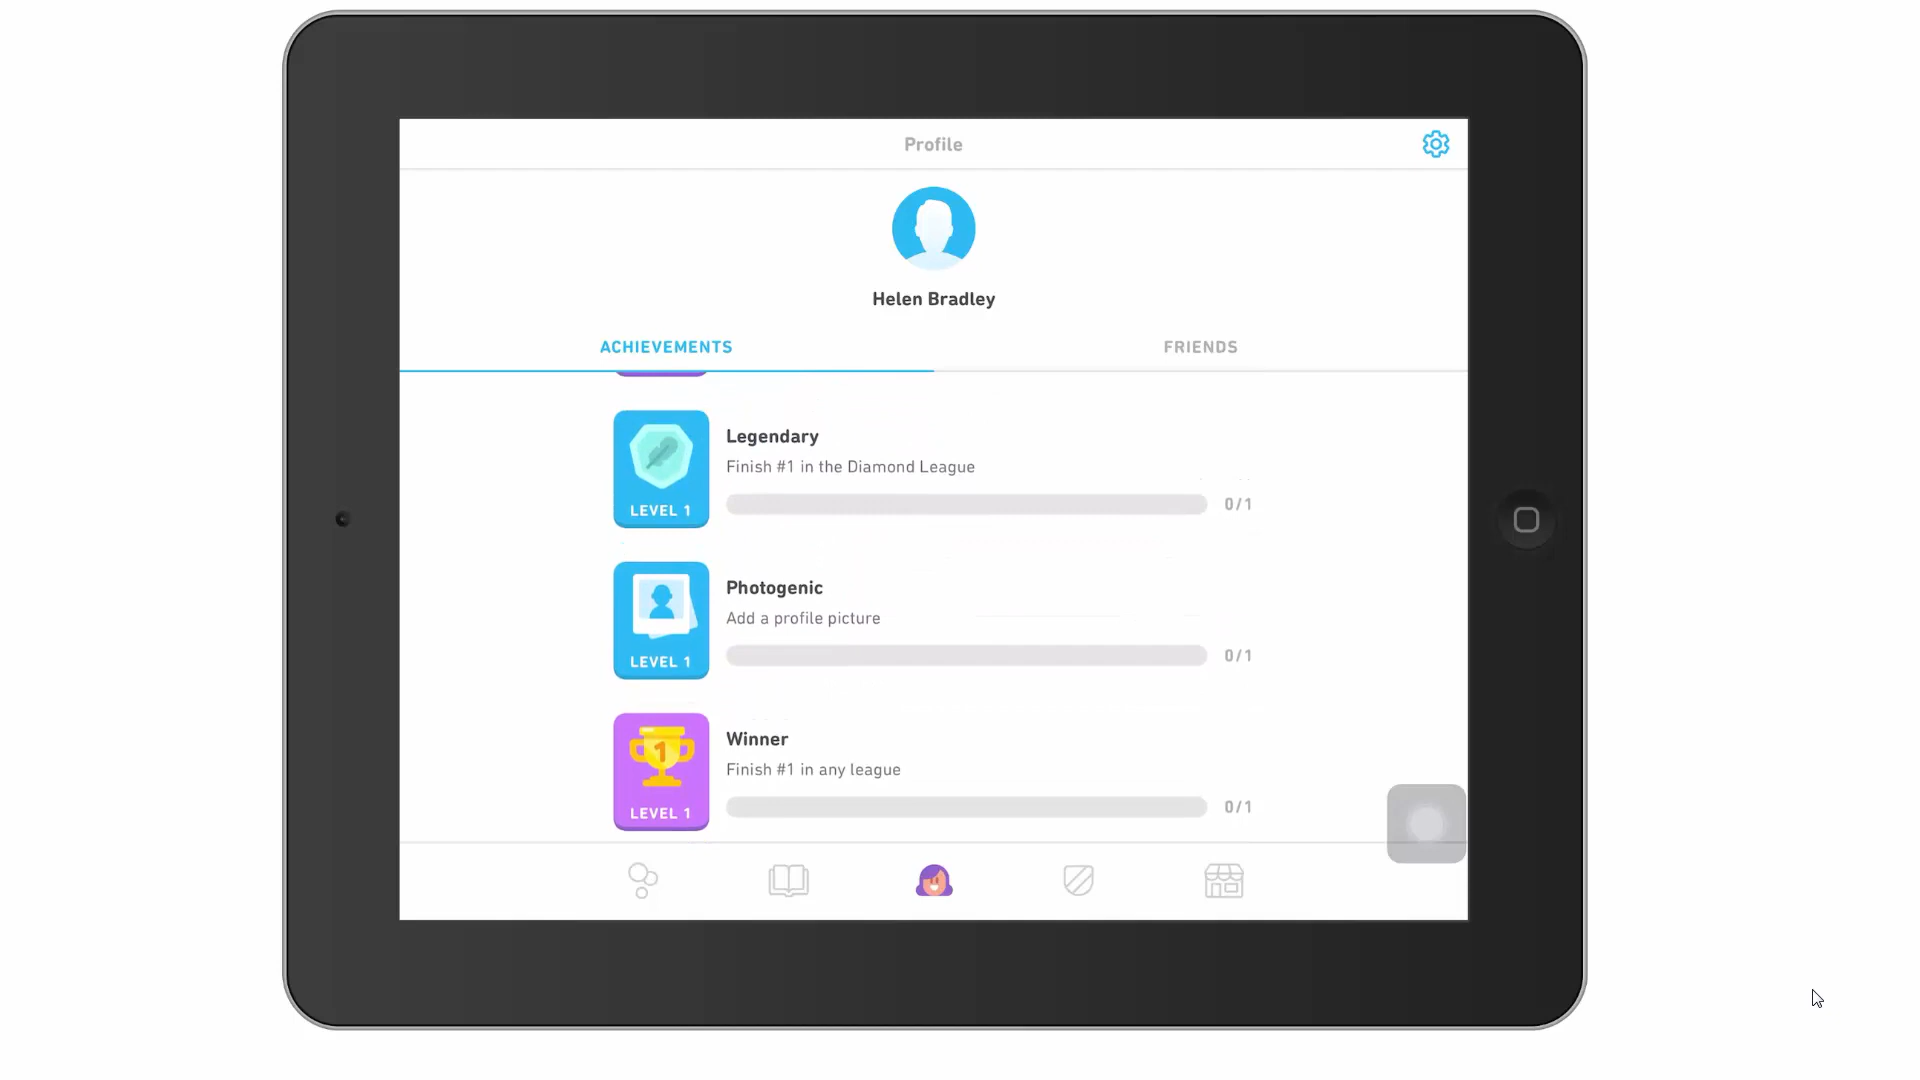 Profile
Helen Bradley
ACHIEVEMENTS
FRIENDS
Legendary
Finish #1 in the Diamond League
0/1
LEVEL 1
Photogenic
Add a profile picture
0/1
LEVEL 1
Winner
1
Finish #1 in any league
0/1
LEVEL 1